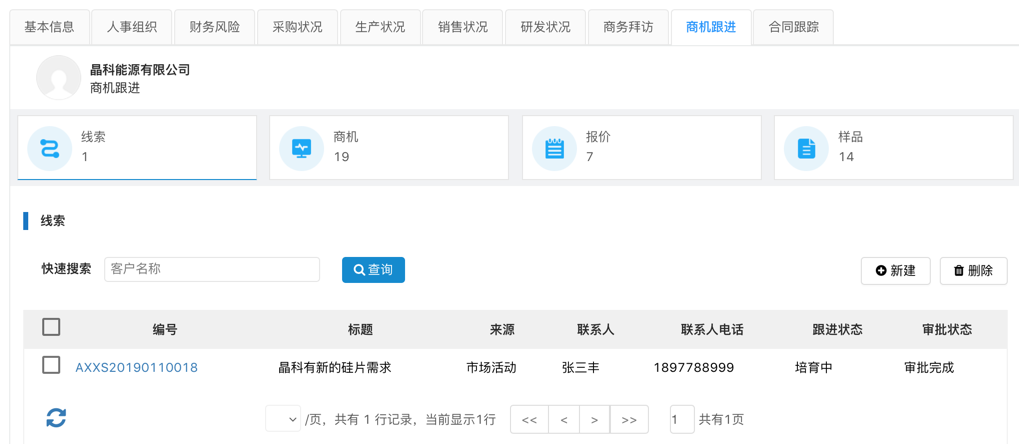 基本信息 人事组织 财务风险 采购状况 生产状况 销售状况 研发状况 商务拜访 商机跟进 合同跟踪
晶科能源有限公司
商机跟进
线索 商机 报价 样品
1 19 7 14
线索
快速搜索 客户名称 查询 新建 删除
编号 标题 来源 联系人 联系人电话 跟进状态 审批状态
AXXS20190110018 晶科有新的硅片需求 市场活动 张三丰 1897788999 培育中 审批完成
/页，共有 1 行记录，当前显示1行 << < > >> 1 共有1页